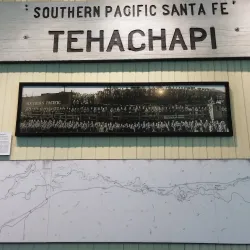 "SOUTHERN PACIFIC SANTA FE"
TEHACHAPI